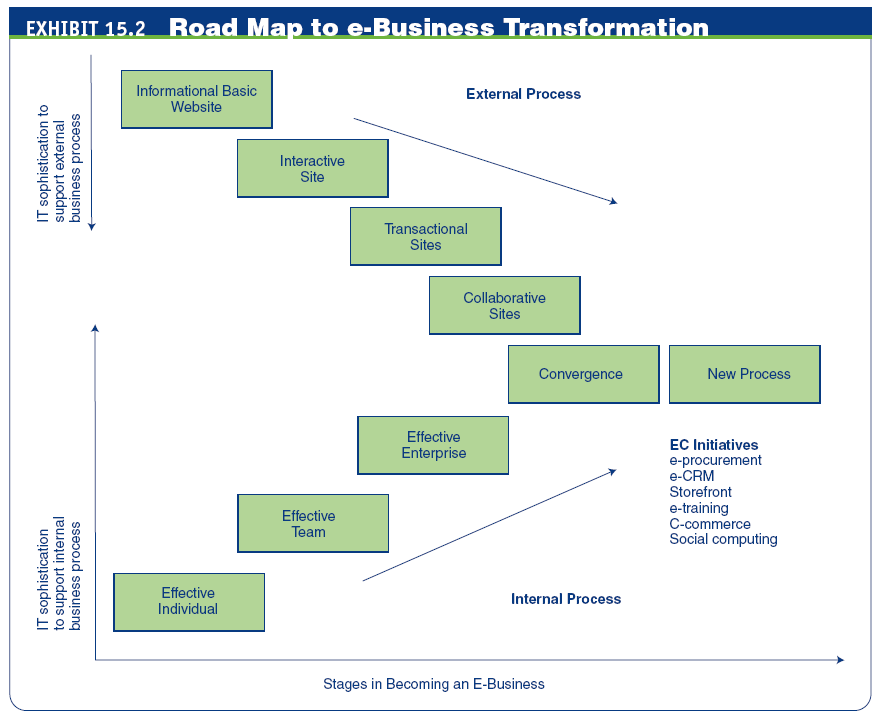 EXHIBIT 15.2 Road Map to e-Business Transformation
IT sophistication to
support external
business process
Informational Basic
Website
External Process
Interactive
Site
Transactional
Sites
Collaborative
Sites
Convergence
New Process
Effective
Enterprise
EC Initiatives
e-procurement
e-CRM
Storefront
e-training
C-commerce
Social computing
Effective
Team
IT sophistication
to support internal
business process
Effective
Individual
Internal Process
Stages in Becoming an E-Business